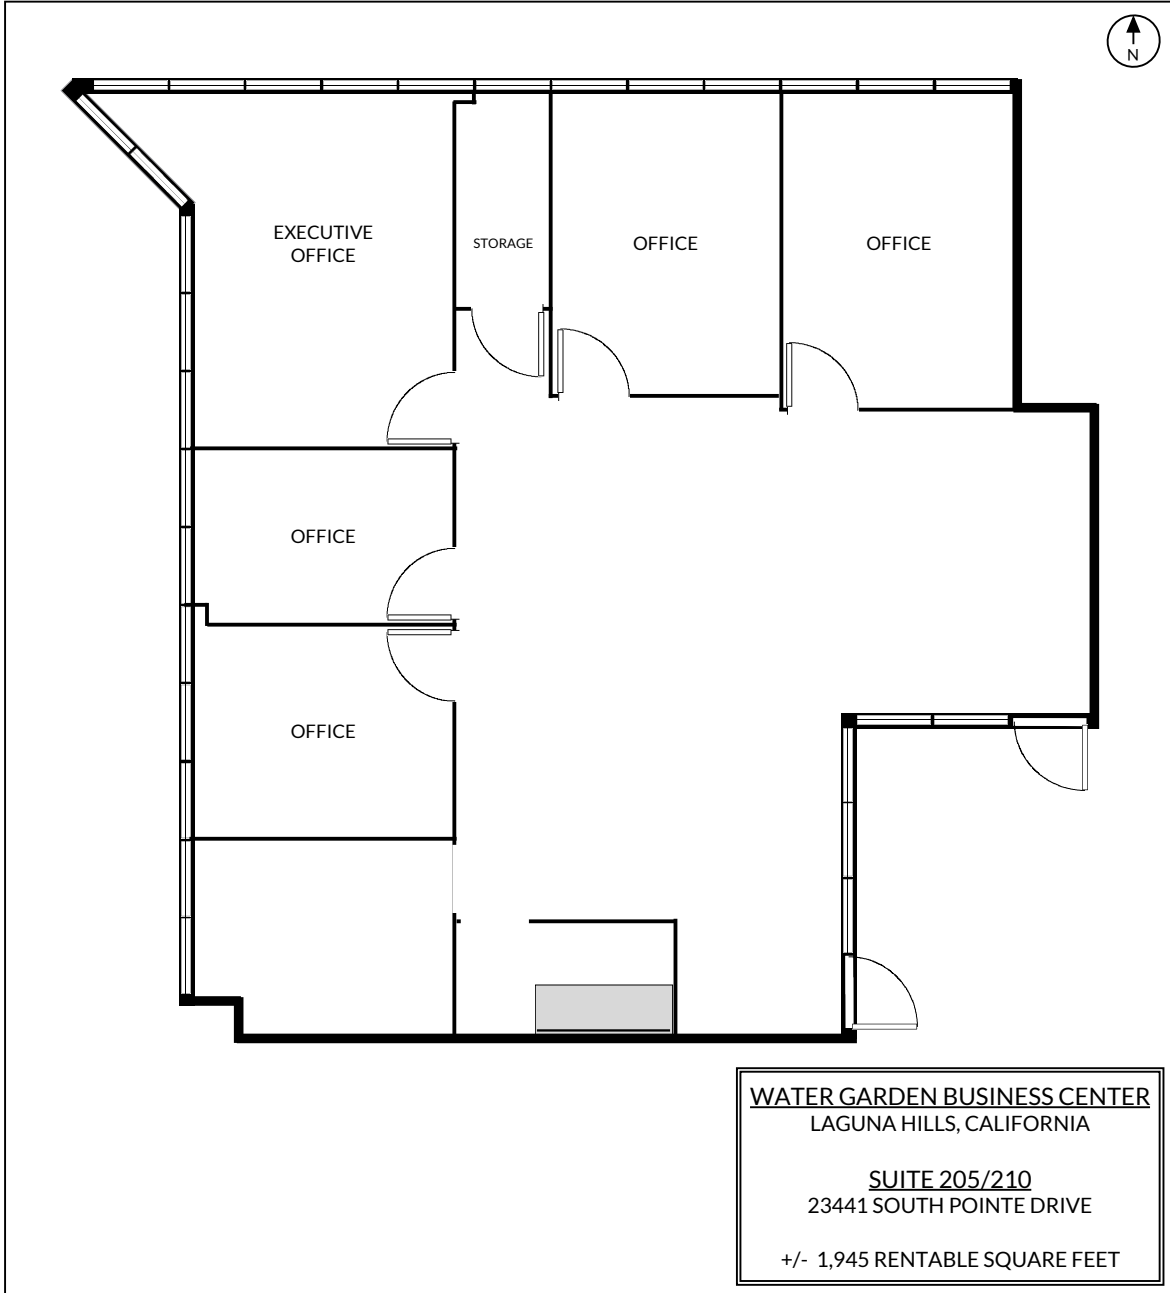 N
EXECUTIVE
OFFICE
STORAGE
OFFICE
OFFICE
OFFICE
OFFICE
WATER GARDEN BUSINESS CENTER
LAGUNA HILLS, CALIFORNIA
SUITE 205/210
23441 SOUTH POINTE DRIVE
+/- 1,945 RENTABLE SQUARE FEET